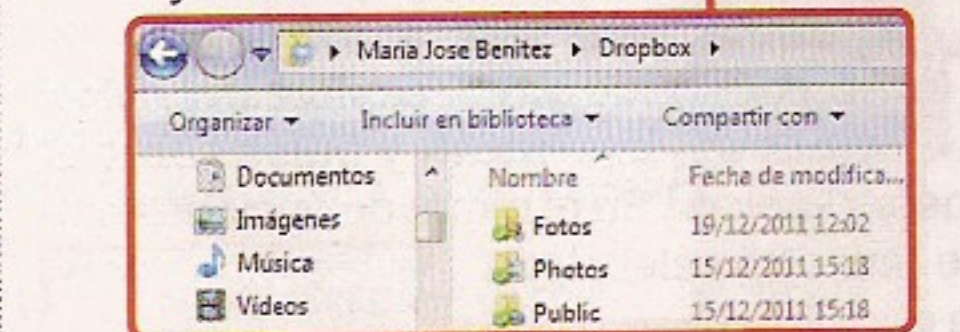 Maria Jose Benitez ▸ Dropbox ▸
Organizar ▾ Incluir en biblioteca ▾ Compartir con ▾
Documentos Nombre Fecha de modifica...
Imágenes Fotos 19/12/2011 12:02
Música Photos 15/12/2011 15:18
Vídeos Public 15/12/2011 15:18